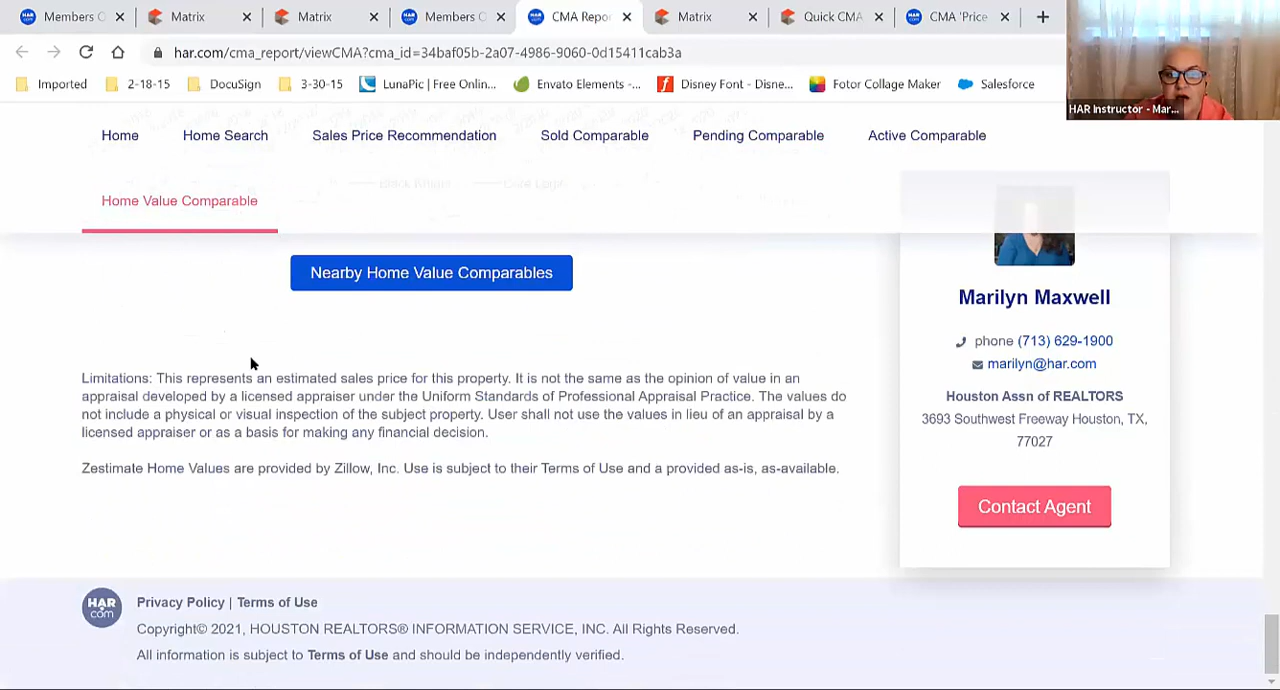 Members C
Matrix
Matrix
Members C
CMA Repor
Matrix
Quick CMA
CMA 'Price
har.com/cma_report/viewCMA?cma_id=34baf05b-2a07-4986-9060-0d15411cab3a
Imported
2-18-15
DocuSign
3-30-15
LunaPic | Free Onlin...
Envato Elements -...
Disney Font - Disne...
Fotor Collage Maker
Salesforce
HAR Instructor - Mar...
Home
Home Search
Sales Price Recommendation
Sold Comparable
Pending Comparable
Active Comparable
Black Knight
Core Logic
Home Value Comparable
Nearby Home Value Comparables
Limitations: This represents an estimated sales price for this property. It is not the same as the opinion of value in an
appraisal developed by a licensed appraiser under the Uniform Standards of Professional Appraisal Practice. The values do
not include a physical or visual inspection of the subject property. User shall not use the values in lieu of an appraisal by a
licensed appraiser or as a basis for making any financial decision.
Zestimate Home Values are provided by Zillow, Inc. Use is subject to their Terms of Use and a provided as-is, as-available.
Marilyn Maxwell
phone (713) 629-1900
marilyn@har.com
Houston Assn of REALTORS
3693 Southwest Freeway Houston, TX,
77027
Contact Agent
HAR
com
Privacy Policy | Terms of Use
Copyright© 2021, HOUSTON REALTORS® INFORMATION SERVICE, INC. All Rights Reserved.
All information is subject to Terms of Use and should be independently verified.